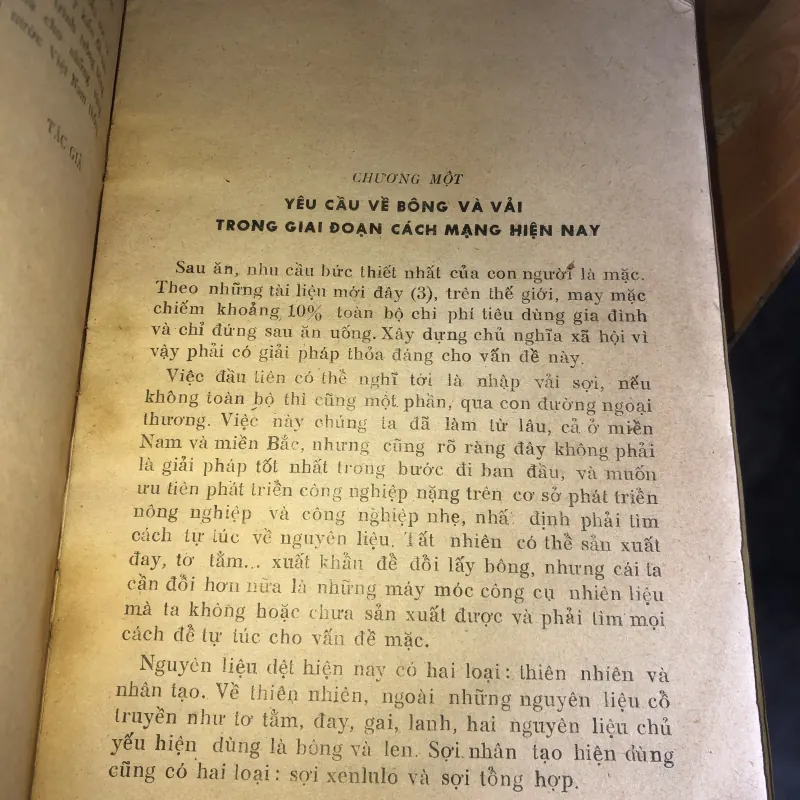 nước Việt Nam
TÁC GIẢ
CHƯƠNG MỘT
YÊU CẦU VỀ BÔNG VÀ VẢI
TRONG GIAI ĐOẠN CÁCH MẠNG HIỆN NAY
Sau ăn, nhu cầu bức thiết nhất của con người là mặc.
Theo những tài liệu mới đây (3), trên thế giới, may mặc
chiếm khoảng 10% toàn bộ chi phí tiêu dùng gia đình
và chỉ đứng sau ăn uống. Xây dựng chủ nghĩa xã hội vì
vậy phải có giải pháp thỏa đáng cho vấn đề này.
Việc đầu tiên có thể nghĩ tới là nhập vải sợi, nếu
không toàn bộ thì cũng một phần, qua con đường ngoại
thương. Việc này chúng ta đã làm từ lâu, cả ở miền
Nam và miền Bắc, nhưng cũng rõ ràng đây không phải
là giải pháp tốt nhất trong bước đi ban đầu, và muốn
ưu tiên phát triển công nghiệp nặng trên cơ sở phát triển
nông nghiệp và công nghiệp nhẹ, nhất định phải tìm
cách tự túc về nguyên liệu. Tất nhiên có thể sản xuất
đay, tơ tằm... xuất khẩu để đổi lấy bông, nhưng cái ta
cần đổi hơn nữa là những máy móc công cụ nhiên liệu
mà ta không hoặc chưa sản xuất được và phải tìm mọi
cách để tự túc cho vấn đề mặc.
Nguyên liệu dệt hiện nay có hai loại : thiên nhiên và
nhân tạo. Về thiên nhiên, ngoài những nguyên liệu cổ
truyền như tơ tằm, đay, gai, lanh, hai nguyên liệu chủ
yếu hiện dùng là bông và len. Sợi nhân tạo hiện dùng
cũng có hai loại : sợi xenlulo và sợi tổng hợp.